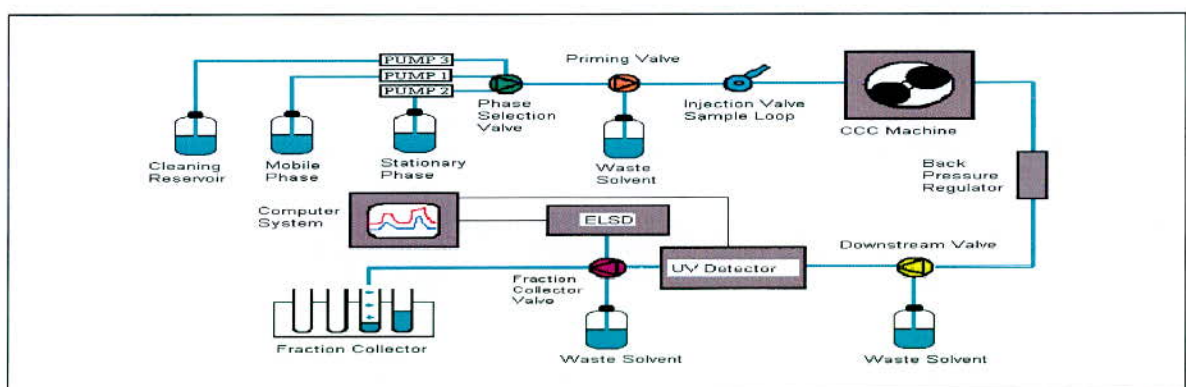 PUMP 3
PUMP 1
PUMP 2
Priming Valve
Phase
Selection
Valve
Injection Valve
Sample Loop
CCC Machine
Cleaning
Reservoir
Mobile
Phase
Stationary
Phase
Waste
Solvent
Back
Pressure
Regulator
Computer
System
ELSD
Downstream Valve
UV Detector
Fraction
Collector
Valve
Fraction Collector
Waste Solvent
Waste Solvent